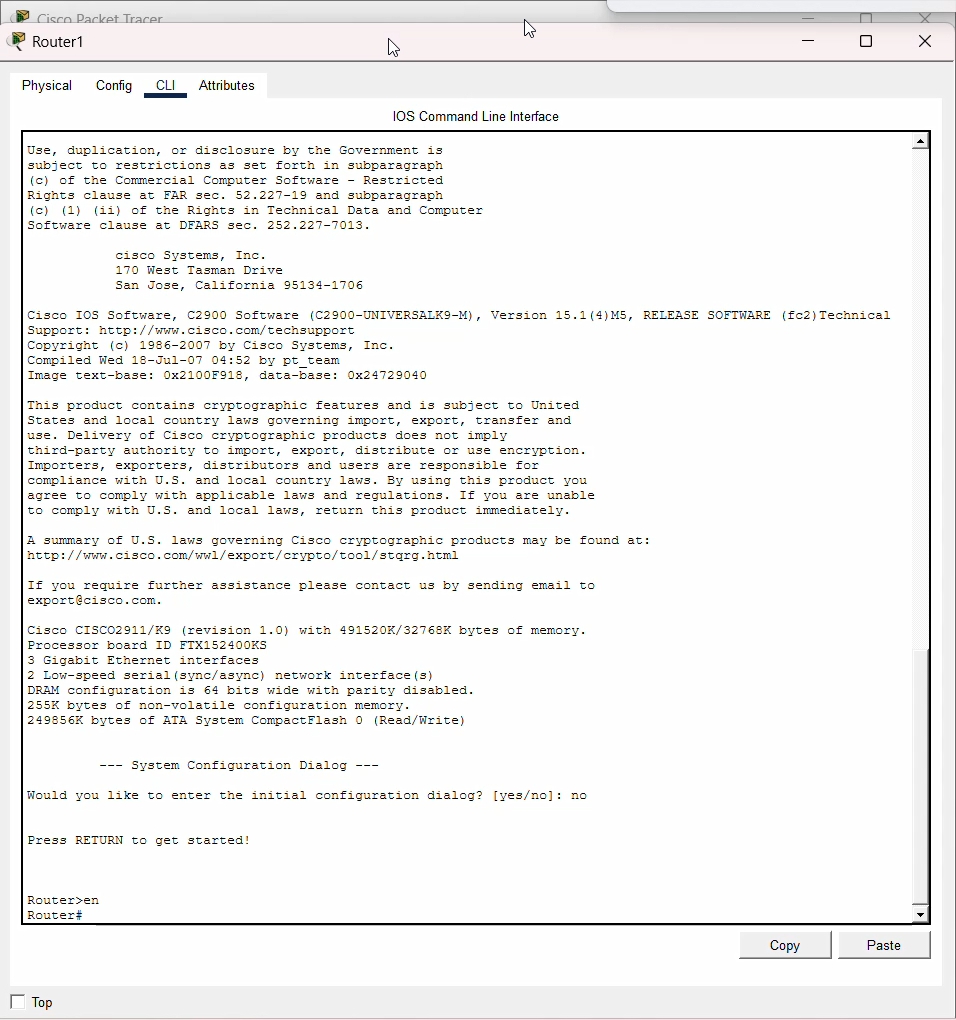 Cisco Packet Tracer
Router1
Physical Config CLI Attributes
IOS Command Line Interface
Use, duplication, or disclosure by the Government is
subject to restrictions as set forth in subparagraph
(c) of the Commercial Computer Software - Restricted
Rights clause at FAR sec. 52.227-19 and subparagraph
(c) (1) (ii) of the Rights in Technical Data and Computer
Software clause at DFARS sec. 252.227-7013.
cisco Systems, Inc.
170 West Tasman Drive
San Jose, California 95134-1706
Cisco IOS Software, C2900 Software (C2900-UNIVERSALK9-M), Version 15.1(4)M5, RELEASE SOFTWARE (fc2)Technical
Support: http://www.cisco.com/techsupport
Copyright (c) 1986-2007 by Cisco Systems, Inc.
Compiled Wed 18-Jul-07 04:52 by pt_team
Image text-base: 0x2100F918, data-base: 0x24729040
This product contains cryptographic features and is subject to United
States and local country laws governing import, export, transfer and
use. Delivery of Cisco cryptographic products does not imply
third-party authority to import, export, distribute or use encryption.
Importers, exporters, distributors and users are responsible for
compliance with U.S. and local country laws. By using this product you
agree to comply with applicable laws and regulations. If you are unable
to comply with U.S. and local laws, return this product immediately.
A summary of U.S. laws governing Cisco cryptographic products may be found at:
http://www.cisco.com/wwl/export/crypto/tool/stqrg.html
If you require further assistance please contact us by sending email to
export@cisco.com.
Cisco CISCO2911/K9 (revision 1.0) with 491520K/32768K bytes of memory.
Processor board ID FTX152400KS
3 Gigabit Ethernet interfaces
2 Low-speed serial(sync/async) network interface(s)
DRAM configuration is 64 bits wide with parity disabled.
255K bytes of non-volatile configuration memory.
249856K bytes of ATA System CompactFlash 0 (Read/Write)
--- System Configuration Dialog ---
Would you like to enter the initial configuration dialog? [yes/no]: no
Press RETURN to get started!
Router>en
Router#
Copy Paste
Top